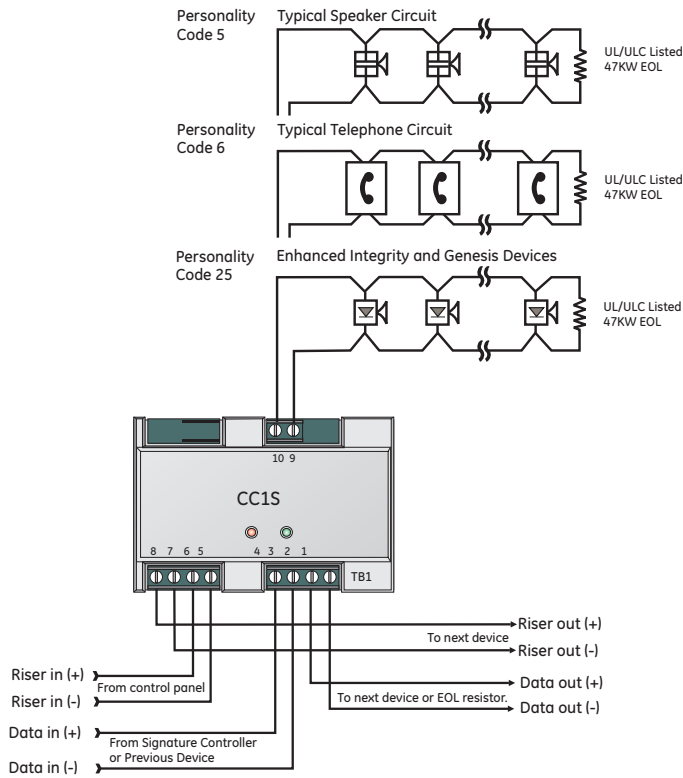 Personality
Code 5
Typical Speaker Circuit
UL/ULC Listed
47KW EOL
Personality
Code 6
Typical Telephone Circuit
UL/ULC Listed
47KW EOL
Personality
Code 25
Enhanced Integrity and Genesis Devices
UL/ULC Listed
47KW EOL
10 9
CC1S
8 7 6 5 4 3 2 1
TB1
Riser out (+)
To next device
Riser out (-)
Riser in (+)
From control panel
Riser in (-)
Data out (+)
To next device or EOL resistor.
Data out (-)
Data in (+)
From Signature Controller
or Previous Device
Data in (-)